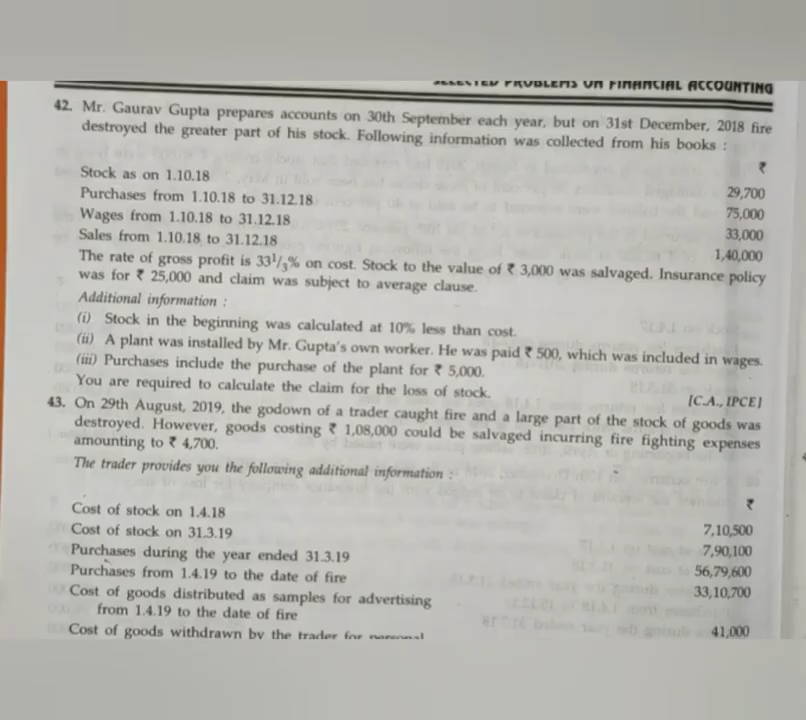 SELECTED PROBLEMS ON FINANCIAL ACCOUNTING
42. Mr. Gaurav Gupta prepares accounts on 30th September each year, but on 31st December, 2018 fire
destroyed the greater part of his stock. Following information was collected from his books :
₹
Stock as on 1.10.18 29,700
Purchases from 1.10.18 to 31.12.18 75,000
Wages from 1.10.18 to 31.12.18 33,000
Sales from 1.10.18 to 31.12.18 1,40,000
The rate of gross profit is 33¹/₃% on cost. Stock to the value of ₹ 3,000 was salvaged. Insurance policy
was for ₹ 25,000 and claim was subject to average clause.
Additional information :
(i) Stock in the beginning was calculated at 10% less than cost.
(ii) A plant was installed by Mr. Gupta's own worker. He was paid ₹ 500, which was included in wages.
(iii) Purchases include the purchase of the plant for ₹ 5,000.
You are required to calculate the claim for the loss of stock. [C.A., IPCE]
43. On 29th August, 2019, the godown of a trader caught fire and a large part of the stock of goods was
destroyed. However, goods costing ₹ 1,08,000 could be salvaged incurring fire fighting expenses
amounting to ₹ 4,700.
The trader provides you the following additional information :
₹
Cost of stock on 1.4.18 7,10,500
Cost of stock on 31.3.19 7,90,100
Purchases during the year ended 31.3.19 56,79,600
Purchases from 1.4.19 to the date of fire 33,10,700
Cost of goods distributed as samples for advertising
from 1.4.19 to the date of fire 41,000
Cost of goods withdrawn by the trader for personal